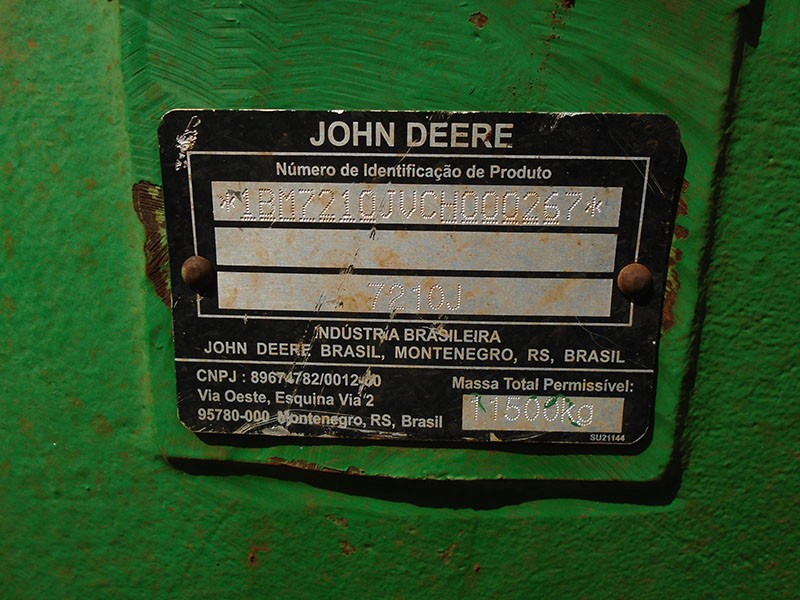 JOHN DEERE
Número de Identificação de Produto
*1BM7210JVCH000267*
7210J
INDÚSTRIA BRASILEIRA
JOHN DEERE BRASIL, MONTENEGRO, RS, BRASIL
CNPJ : 89674782/0012-00
Via Oeste, Esquina Via 2
95780-000 Montenegro, RS, Brasil
Massa Total Permissível:
11500kg
SU21144